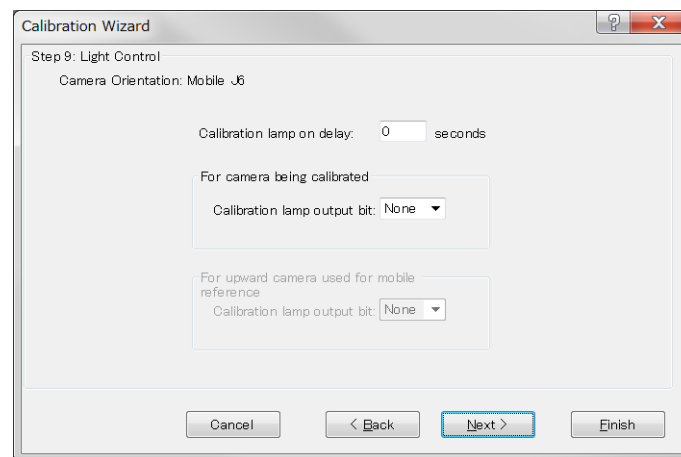 Calibration Wizard
Step 9: Light Control
Camera Orientation: Mobile J6
Calibration lamp on delay: 0 seconds
For camera being calibrated
Calibration lamp output bit: None
For upward camera used for mobile
reference
Calibration lamp output bit: None
Cancel < Back Next > Finish